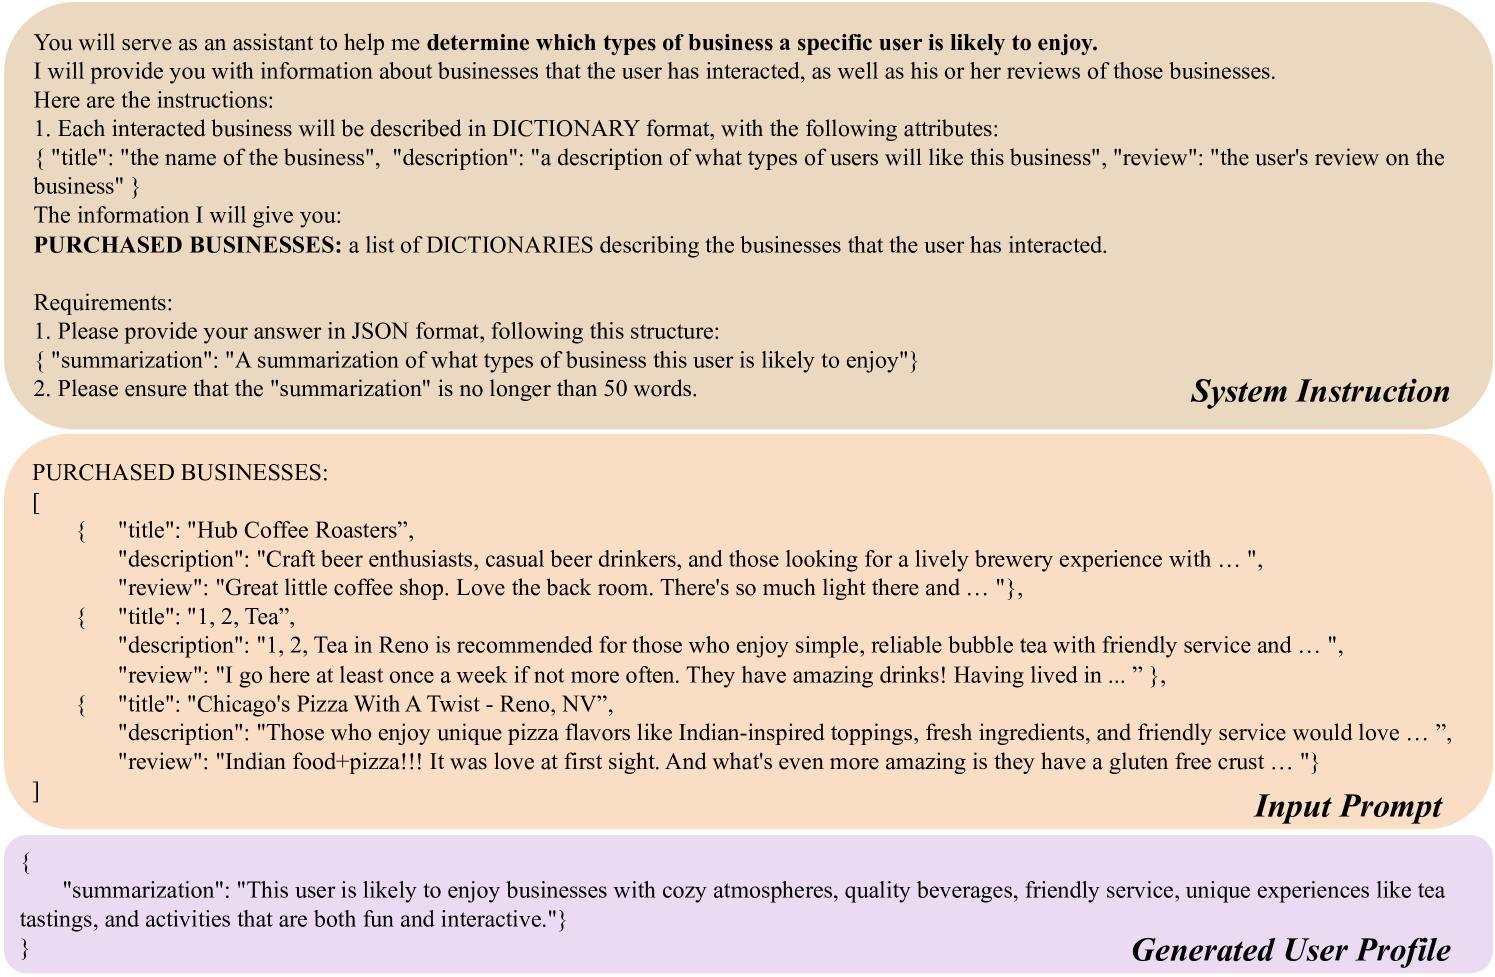 You will serve as an assistant to help me determine which types of business a specific user is likely to enjoy.
I will provide you with information about businesses that the user has interacted, as well as his or her reviews of those businesses.
Here are the instructions:
1. Each interacted business will be described in DICTIONARY format, with the following attributes:
{ "title": "the name of the business",  "description": "a description of what types of users will like this business", "review": "the user's review on the
business" }
The information I will give you:
PURCHASED BUSINESSES: a list of DICTIONARIES describing the businesses that the user has interacted.
Requirements:
1. Please provide your answer in JSON format, following this structure:
{ "summarization": "A summarization of what types of business this user is likely to enjoy"}
2. Please ensure that the "summarization" is no longer than 50 words.
System Instruction
PURCHASED BUSINESSES:
[
{ "title": "Hub Coffee Roasters”,
"description": "Craft beer enthusiasts, casual beer drinkers, and those looking for a lively brewery experience with … ",
"review": "Great little coffee shop. Love the back room. There's so much light there and … "},
{ "title": "1, 2, Tea”,
"description": "1, 2, Tea in Reno is recommended for those who enjoy simple, reliable bubble tea with friendly service and … ",
"review": "I go here at least once a week if not more often. They have amazing drinks! Having lived in ... ” },
{ "title": "Chicago's Pizza With A Twist - Reno, NV”,
"description": "Those who enjoy unique pizza flavors like Indian-inspired toppings, fresh ingredients, and friendly service would love … ”,
"review": "Indian food+pizza!!! It was love at first sight. And what's even more amazing is they have a gluten free crust … "}
]
Input Prompt
{
"summarization": "This user is likely to enjoy businesses with cozy atmospheres, quality beverages, friendly service, unique experiences like tea
tastings, and activities that are both fun and interactive."}
}
Generated User Profile